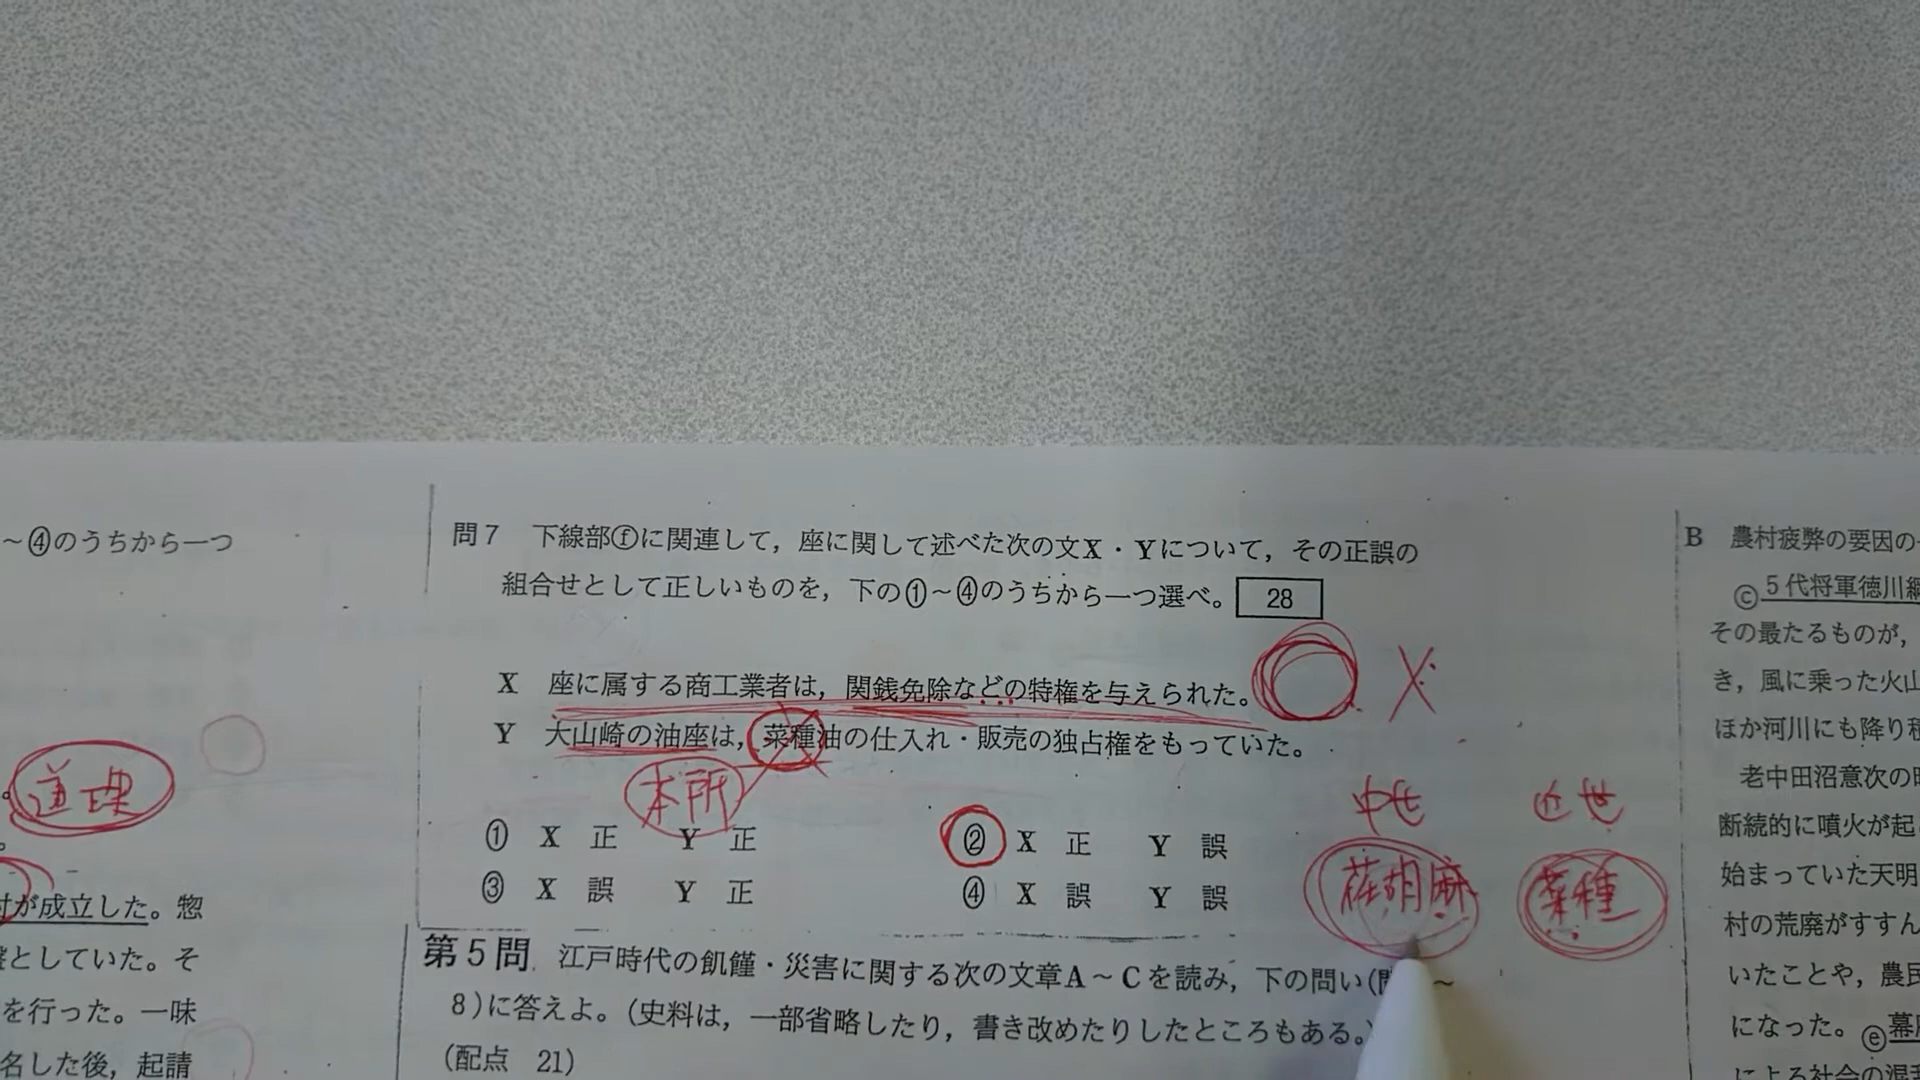 ～④のうちから一つ
道理
が成立した。惣
としていた。そ
を行った。一味
名した後，起請
問7 下線部ⓕに関連して，座に関して述べた次の文X・Yについて，その正誤の
組合せとして正しいものを，下の①～④のうちから一つ選べ。 28
X 座に属する商工業者は，関銭免除などの特権を与えられた。
Y 大山崎の油座は，菜種油の仕入れ・販売の独占権をもっていた。
本所
① X 正 Y 正 ② X 正 Y 誤
③ X 誤 Y 正 ④ X 誤 Y 誤
中世 近世
荏胡麻 菜種
第5問 江戸時代の飢饉・災害に関する次の文章A～Cを読み，下の問い(問 ～
8)に答えよ。(史料は，一部省略したり，書き改めたりしたところもある。)
(配点 21)
B 農村疲弊の要因の
ⓒ5代将軍徳川綱
その最たるものが，
き，風に乗った火山
ほか河川にも降り積
老中田沼意次の時
断続的に噴火が起
始まっていた天明
村の荒廃がすすん
いたことや，農民
になった。ⓔ幕府
による社会の混乱